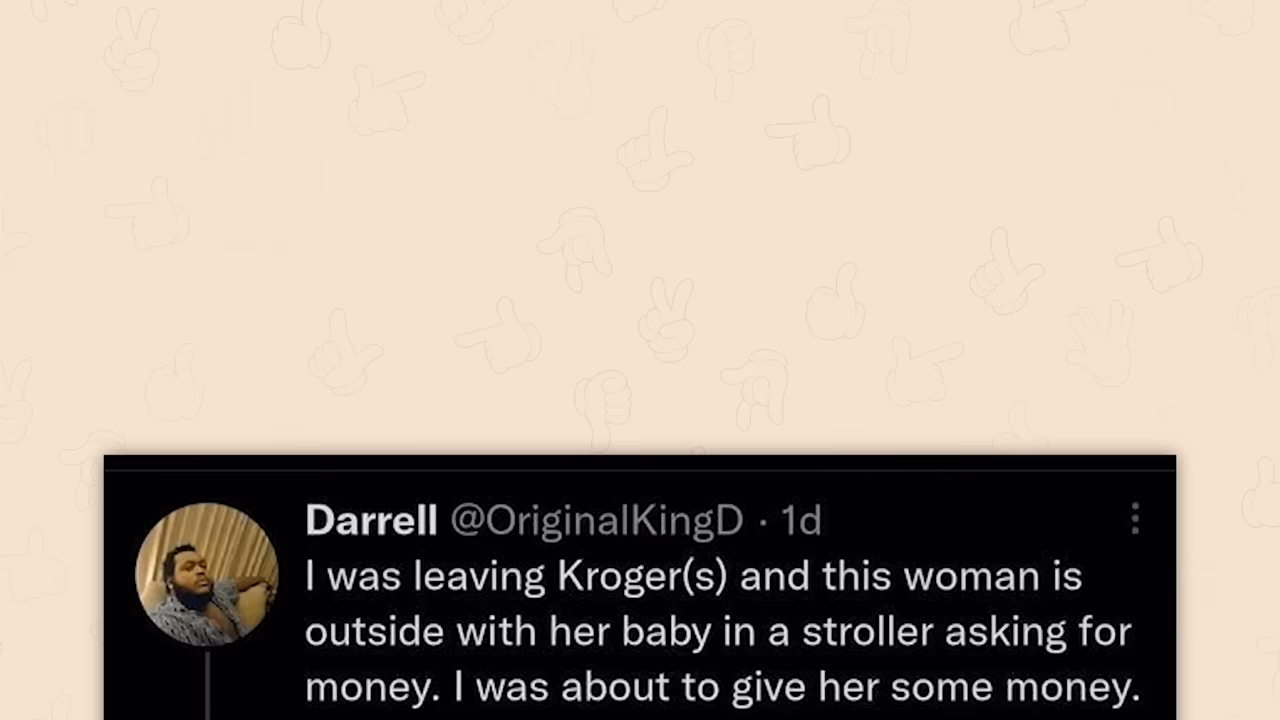 Darrell @OriginalKingD · 1d
I was leaving Kroger(s) and this woman is
outside with her baby in a stroller asking for
money. I was about to give her some money.